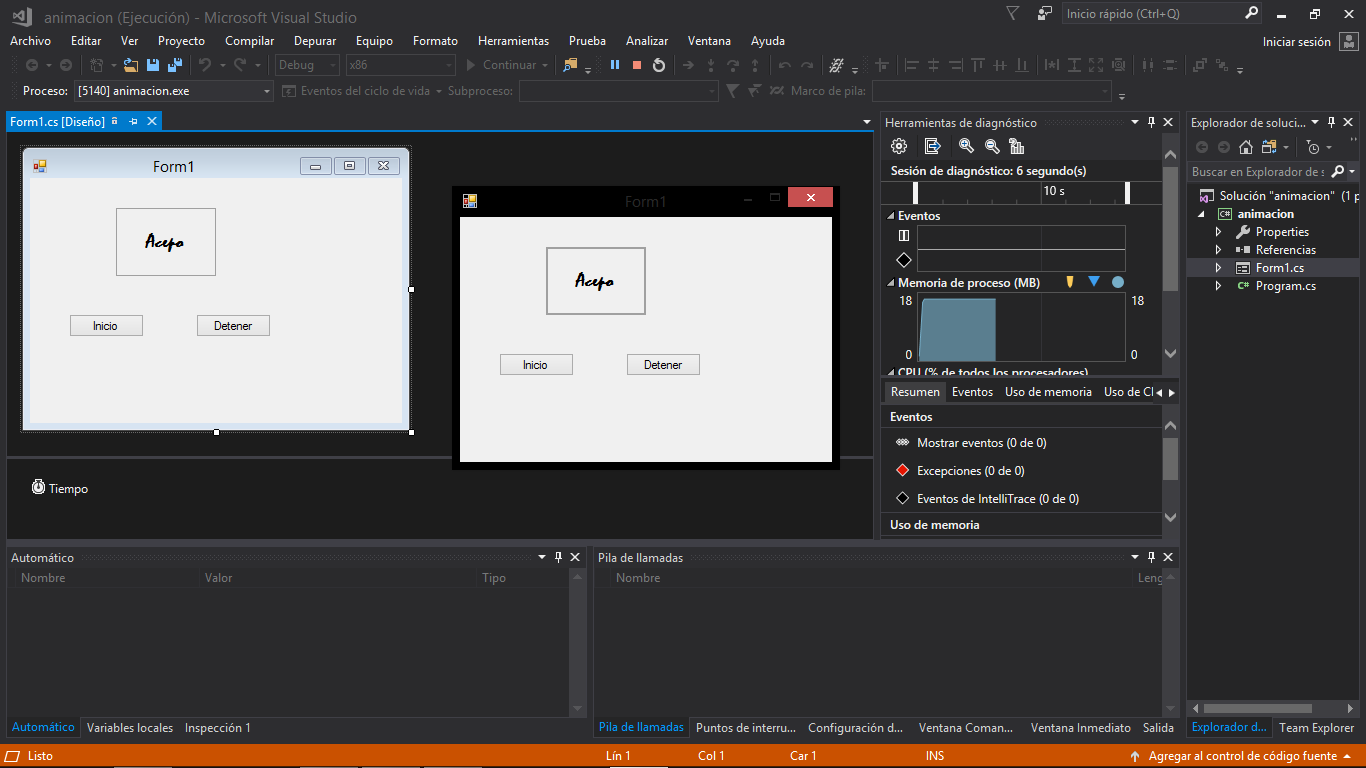 animacion (Ejecución) - Microsoft Visual Studio
Inicio rápido (Ctrl+Q)
Archivo Editar Ver Proyecto Compilar Depurar Equipo Formato Herramientas Prueba Analizar Ventana Ayuda
Iniciar sesión
Debug x86 Continuar
Proceso: [5140] animacion.exe Eventos del ciclo de vida Subproceso: Marco de pila:
Form1.cs [Diseño]
Form1
Acepo
Inicio Detener
Tiempo
Form1
Acepo
Inicio Detener
Herramientas de diagnóstico
Sesión de diagnóstico: 6 segundo(s)
10 s
Eventos
Memoria de proceso (MB)
18 18
0 0
CPU (% de todos los procesadores)
Resumen Eventos Uso de memoria Uso de CI
Eventos
Mostrar eventos (0 de 0)
Excepciones (0 de 0)
Eventos de IntelliTrace (0 de 0)
Uso de memoria
Explorador de soluci...
Buscar en Explorador de s
Solución "animacion" (1 p
C# animacion
Properties
Referencias
Form1.cs
C# Program.cs
Automático
Nombre Valor Tipo
Pila de llamadas
Nombre Leng
Automático Variables locales Inspección 1
Pila de llamadas Puntos de interru... Configuración d... Ventana Coman... Ventana Inmediato Salida
Explorador d... Team Explorer
Listo Lín 1 Col 1 Car 1 INS Agregar al control de código fuente